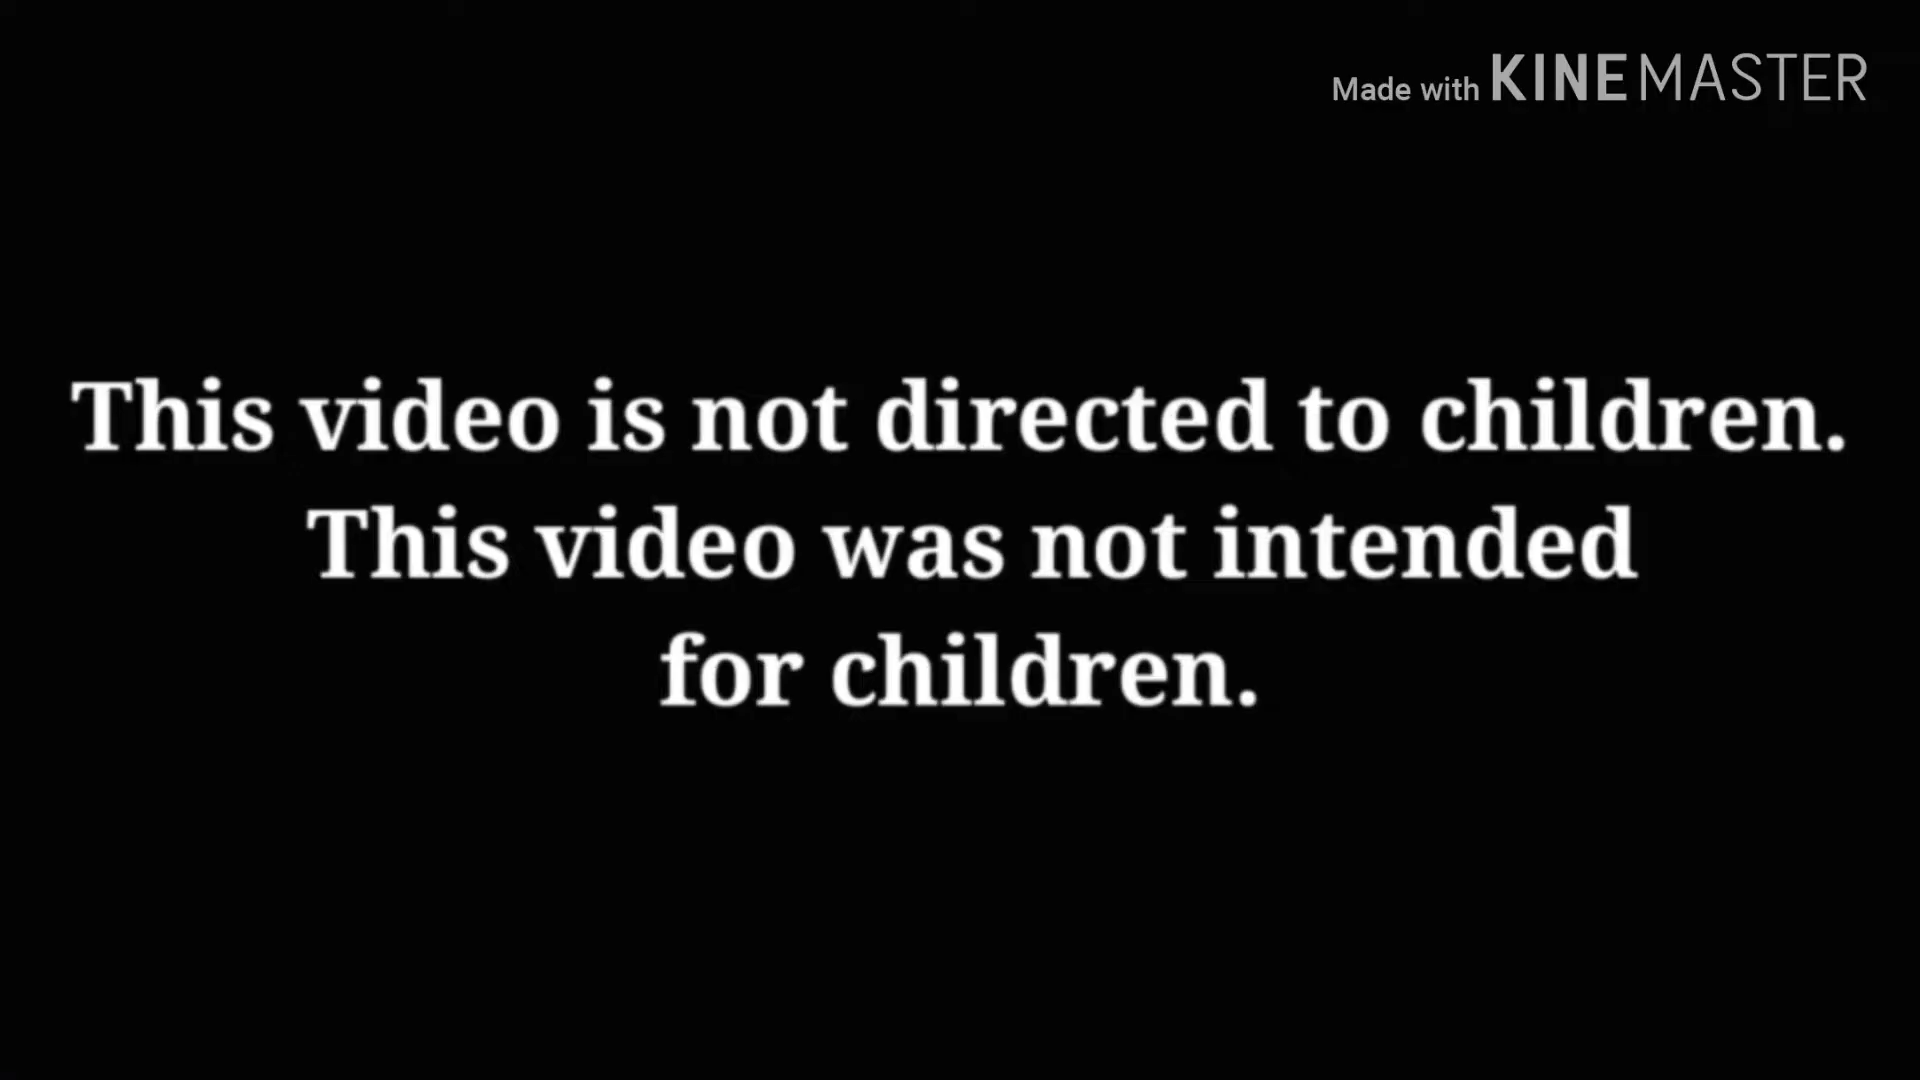 Made with KINEMASTER
This video is not directed to children.
This video was not intended
for children.